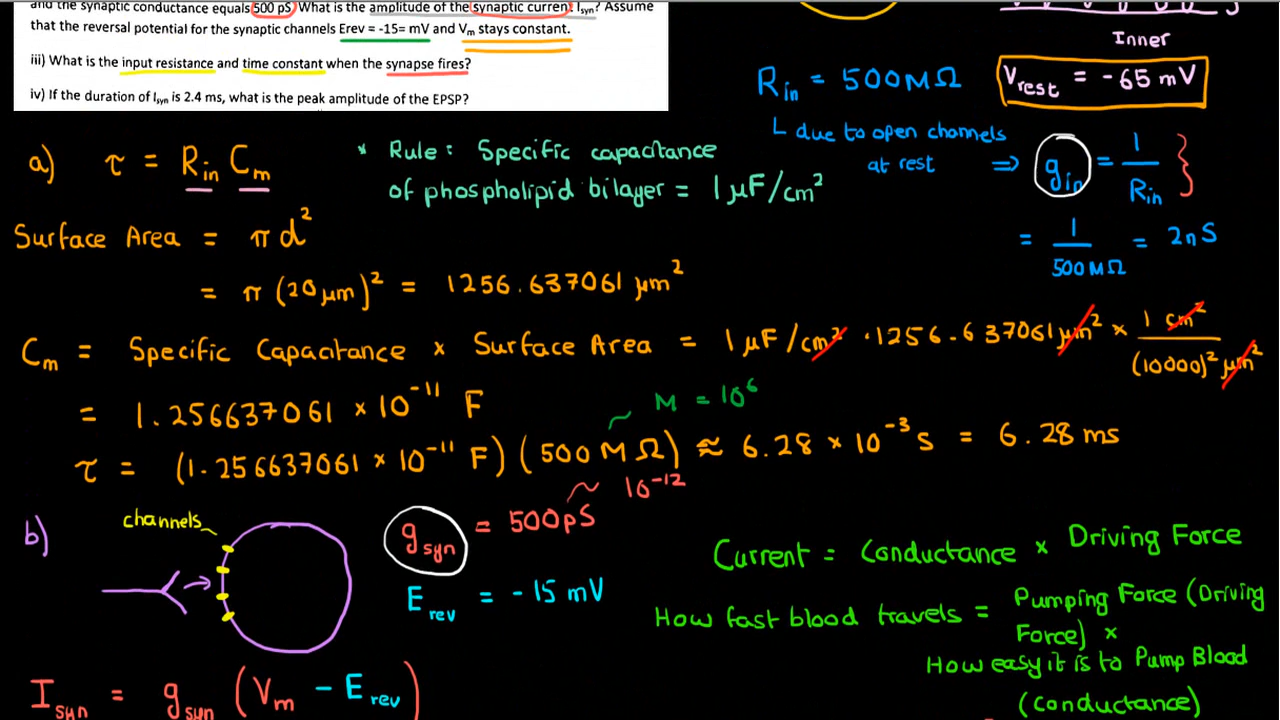 and the synaptic conductance equals 500 pS What is the amplitude of the synaptic current Isyn? Assume
that the reversal potential for the synaptic channels Erev = -15= mV and Vm stays constant.
iii) What is the input resistance and time constant when the synapse fires?
iv) If the duration of Isyn is 2.4 ms, what is the peak amplitude of the EPSP?
Inner
Rin = 500MΩ
Vrest = -65 mV
L due to open channels
at rest ⇒ gin = 1/Rin }
= 1/500MΩ = 2nS
a) τ = Rin Cm
* Rule: Specific capacitance
of phospholipid bilayer = 1µF/cm²
Surface Area = πd²
= π(20µm)² = 1256.637061 µm²
Cm = Specific Capacitance × Surface Area = 1µF/cm² · 1256.637061µm² × 1 cm²/(10000)² µm²
= 1.256637061 × 10⁻¹¹ F
~ M = 10⁶
τ = (1.256637061 × 10⁻¹¹ F)(500MΩ) ≈ 6.28 × 10⁻³ s = 6.28 ms
~ 10⁻¹²
b) channels
gsyn = 500pS
Erev = -15 mV
Current = Conductance × Driving Force
How fast blood travels = Pumping Force (Driving
Force) ×
How easy it is to Pump Blood
(conductance)
Isyn = gsyn (Vm - Erev)